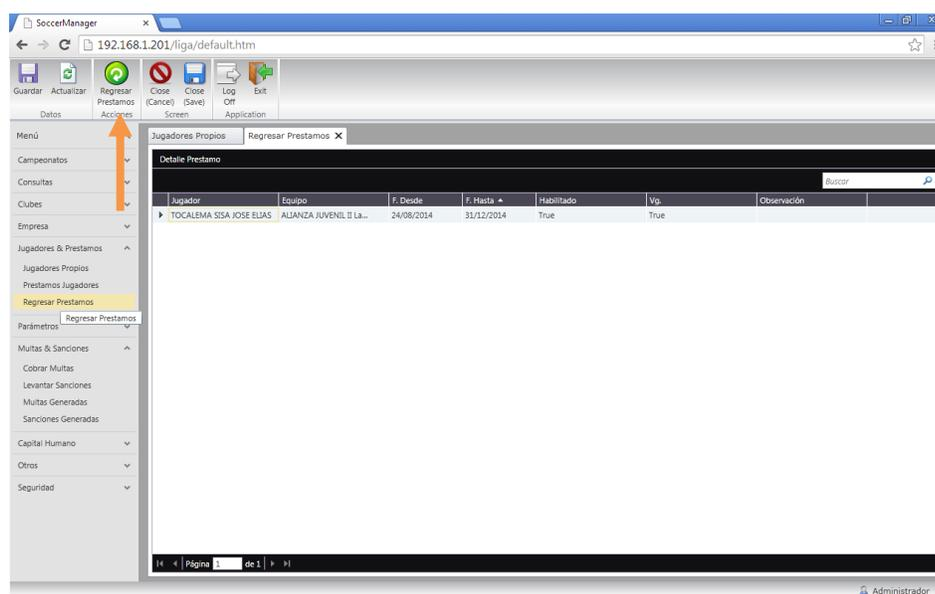 SoccerManager
192.168.1.201/liga/default.htm
Guardar Actualizar Regresar Prestamos Close (Cancel) Close (Save) Log Off Exit
Datos Acciones Screen Application
Menú
Campeonatos
Consultas
Clubes
Empresa
Jugadores & Prestamos
Jugadores Propios
Prestamos Jugadores
Regresar Prestamos
Regresar Prestamos
Parámetros
Multas & Sanciones
Cobrar Multas
Levantar Sanciones
Multas Generadas
Sanciones Generadas
Capital Humano
Otros
Seguridad
Jugadores Propios Regresar Prestamos
Detalle Prestamo
Buscar
Jugador Equipo F. Desde F. Hasta Habilitado Vg. Observación
TOCALEMA SISA JOSE ELIAS ALIANZA JUVENIL II La... 24/08/2014 31/12/2014 True True
Página 1 de 1
Administrador